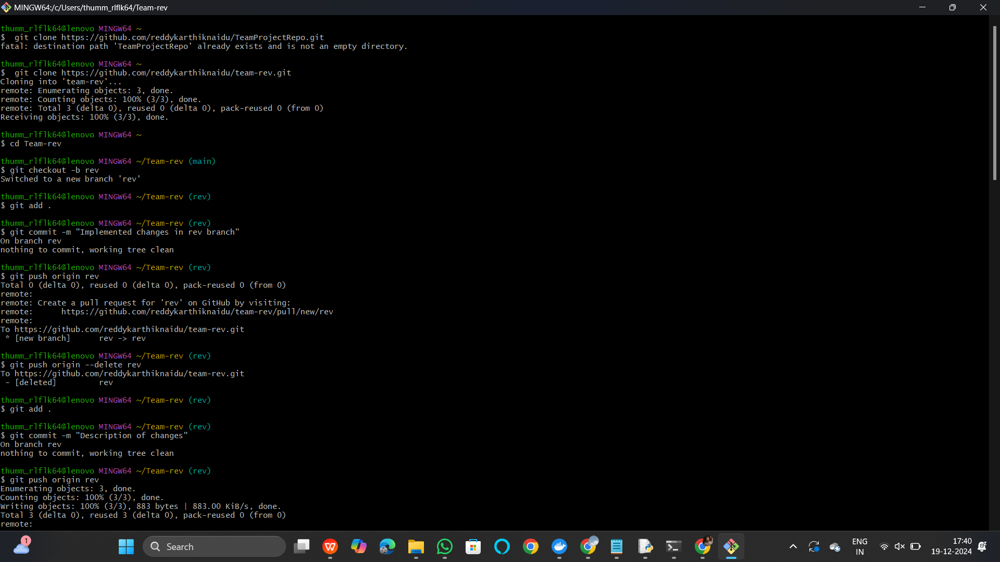 MINGW64:/c/Users/thumm_rlflk64/Team-rev
thumm_rlflk64@lenovo MINGW64 ~
$  git clone https://github.com/reddykarthiknaidu/TeamProjectRepo.git
fatal: destination path 'TeamProjectRepo' already exists and is not an empty directory.
thumm_rlflk64@lenovo MINGW64 ~
$  git clone https://github.com/reddykarthiknaidu/team-rev.git
Cloning into 'team-rev'...
remote: Enumerating objects: 3, done.
remote: Counting objects: 100% (3/3), done.
remote: Total 3 (delta 0), reused 0 (delta 0), pack-reused 0 (from 0)
Receiving objects: 100% (3/3), done.
thumm_rlflk64@lenovo MINGW64 ~
$ cd Team-rev
thumm_rlflk64@lenovo MINGW64 ~/Team-rev (main)
$ git checkout -b rev
Switched to a new branch 'rev'
thumm_rlflk64@lenovo MINGW64 ~/Team-rev (rev)
$ git add .
thumm_rlflk64@lenovo MINGW64 ~/Team-rev (rev)
$ git commit -m "Implemented changes in rev branch"
On branch rev
nothing to commit, working tree clean
thumm_rlflk64@lenovo MINGW64 ~/Team-rev (rev)
$ git push origin rev
Total 0 (delta 0), reused 0 (delta 0), pack-reused 0 (from 0)
remote:
remote: Create a pull request for 'rev' on GitHub by visiting:
remote:      https://github.com/reddykarthiknaidu/team-rev/pull/new/rev
remote:
To https://github.com/reddykarthiknaidu/team-rev.git
 * [new branch]      rev -> rev
thumm_rlflk64@lenovo MINGW64 ~/Team-rev (rev)
$ git push origin --delete rev
To https://github.com/reddykarthiknaidu/team-rev.git
 - [deleted]         rev
thumm_rlflk64@lenovo MINGW64 ~/Team-rev (rev)
$ git add .
thumm_rlflk64@lenovo MINGW64 ~/Team-rev (rev)
$ git commit -m "Description of changes"
On branch rev
nothing to commit, working tree clean
thumm_rlflk64@lenovo MINGW64 ~/Team-rev (rev)
$ git push origin rev
Enumerating objects: 3, done.
Counting objects: 100% (3/3), done.
Writing objects: 100% (3/3), 883 bytes | 883.00 KiB/s, done.
Total 3 (delta 0), reused 3 (delta 0), pack-reused 0 (from 0)
remote:
1
Search
ENG
IN
17:40
19-12-2024